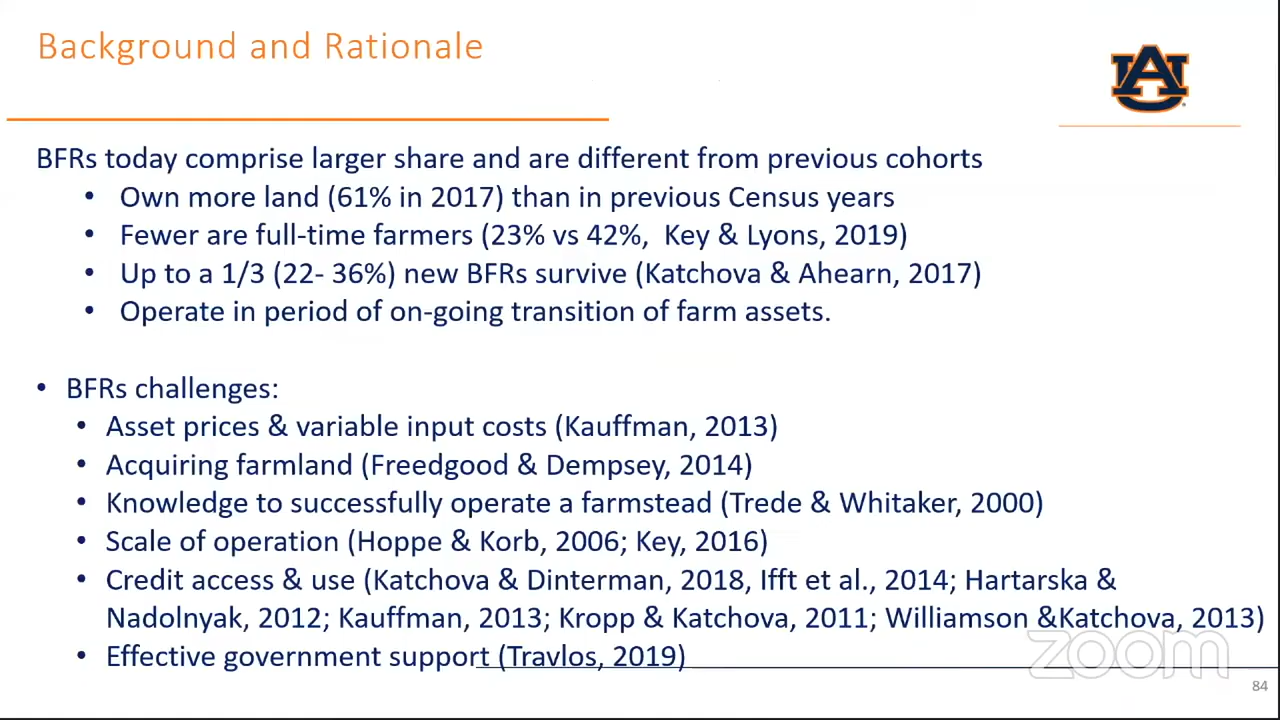 Background and Rationale
AU
BFRs today comprise larger share and are different from previous cohorts
• Own more land (61% in 2017) than in previous Census years
• Fewer are full-time farmers (23% vs 42%, Key & Lyons, 2019)
• Up to a 1/3 (22- 36%) new BFRs survive (Katchova & Ahearn, 2017)
• Operate in period of on-going transition of farm assets.
• BFRs challenges:
• Asset prices & variable input costs (Kauffman, 2013)
• Acquiring farmland (Freedgood & Dempsey, 2014)
• Knowledge to successfully operate a farmstead (Trede & Whitaker, 2000)
• Scale of operation (Hoppe & Korb, 2006; Key, 2016)
• Credit access & use (Katchova & Dinterman, 2018, Ifft et al., 2014; Hartarska &
Nadolnyak, 2012; Kauffman, 2013; Kropp & Katchova, 2011; Williamson &Katchova, 2013)
• Effective government support (Travlos, 2019)
zoom
84